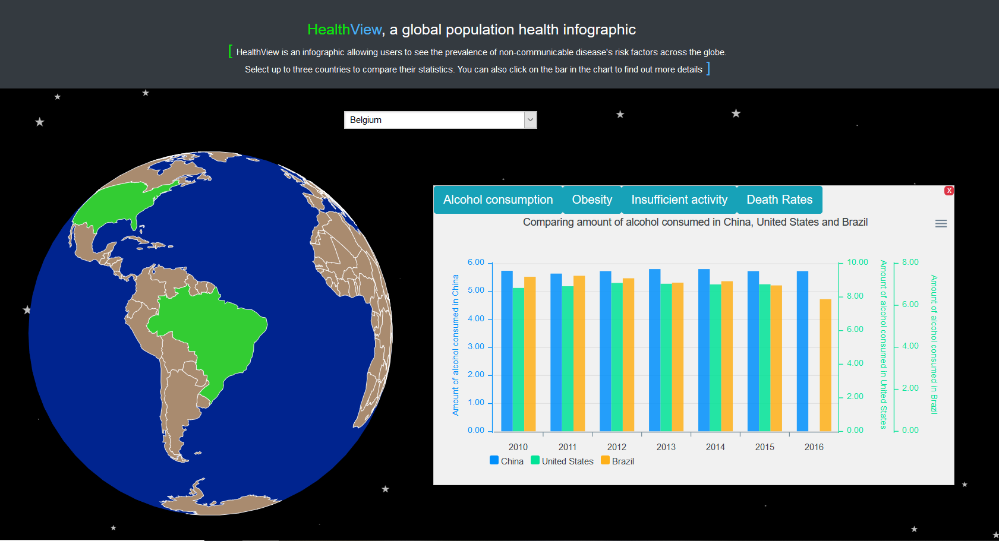 HealthView, a global population health infographic
[ HealthView is an infographic allowing users to see the prevalence of non-communicable disease's risk factors across the globe.
Select up to three countries to compare their statistics. You can also click on the bar in the chart to find out more details ]
Belgium
Alcohol consumption Obesity Insufficient activity Death Rates
X
Comparing amount of alcohol consumed in China, United States and Brazil
Amount of alcohol consumed in China
6.00
5.00
4.00
3.00
2.00
1.00
0.00
10.00
8.00
6.00
4.00
2.00
0.00
Amount of alcohol consumed in United States
8.00
6.00
4.00
2.00
0.00
Amount of alcohol consumed in Brazil
2010 2011 2012 2013 2014 2015 2016
China United States Brazil